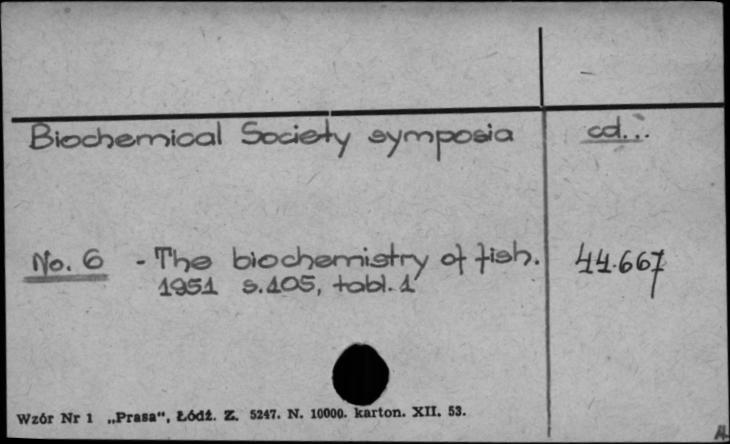 Biochemical Society symposia cd...
No. 6 - The biochemistry of fish. 44.667
1951 s.105, tabl.1
Wzór Nr 1 „Prasa", Łódź. Z. 5247. N. 10000. karton. XII. 53.